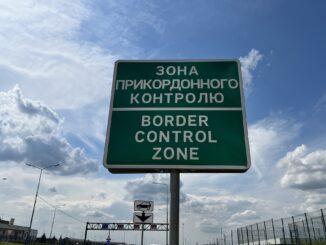 ЗОНА
ПРИКОРДОННОГО
КОНТРОЛЮ
BORDER
CONTROL
ZONE